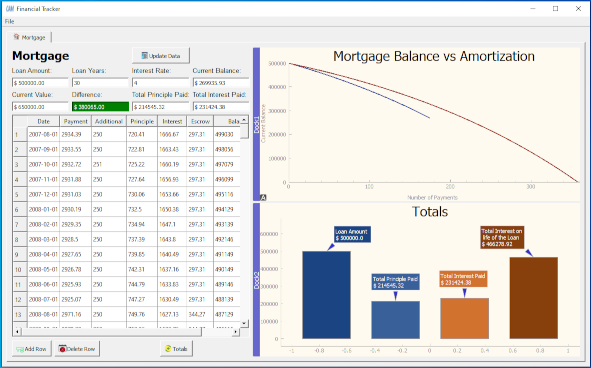 Financial Tracker
File
Mortgage
Mortgage
Update Data
Loan Amount: Loan Years: Interest Rate: Current Balance:
$ 500000.00 30 4 $ 269935.93
Current Value: Difference: Total Principle Paid: Total Interest Paid:
$ 650000.00 $ 380065.00 $ 214545.32 $ 231424.38
Date Payment Additional Principle Interest Escrow Bala
1 2007-08-01 2934.39 250 720.41 1666.67 297.31 499030
2 2007-09-01 2933.55 250 722.81 1663.43 297.31 498056
3 2007-10-01 2932.72 251 725.22 1660.19 297.31 497079
4 2007-11-01 2931.88 250 727.64 1656.93 297.31 496099
5 2007-12-01 2931.03 250 730.06 1653.66 297.31 495116
6 2008-01-01 2930.19 250 732.5 1650.38 297.31 494129
7 2008-02-01 2929.35 250 734.94 1647.1 297.31 493139
8 2008-03-01 2928.5 250 737.39 1643.8 297.31 492146
9 2008-04-01 2927.65 250 739.85 1640.49 297.31 491149
10 2008-05-01 2926.78 250 742.31 1637.16 297.31 490149
11 2008-06-01 2925.93 250 744.79 1633.83 297.31 489146
12 2008-07-01 2925.07 250 747.27 1630.49 297.31 488139
13 2008-08-01 2971.16 250 749.76 1627.13 344.27 487129
Add Row Delete Row Totals
Dock1
Mortgage Balance vs Amortization
Current Balance
500000
400000
300000
200000
100000
0
0 100 200 300
Number of Payments
A
Dock2
Totals
600000
500000
400000
300000
200000
100000
0
Loan Amount
$ 500000.0
Total Principle Paid
$ 214545.32
Total Interest Paid
$ 231424.38
Total Interest on
life of the Loan
$ 466278.92
-1 -0.8 -0.6 -0.4 -0.2 0 0.2 0.4 0.6 0.8 1